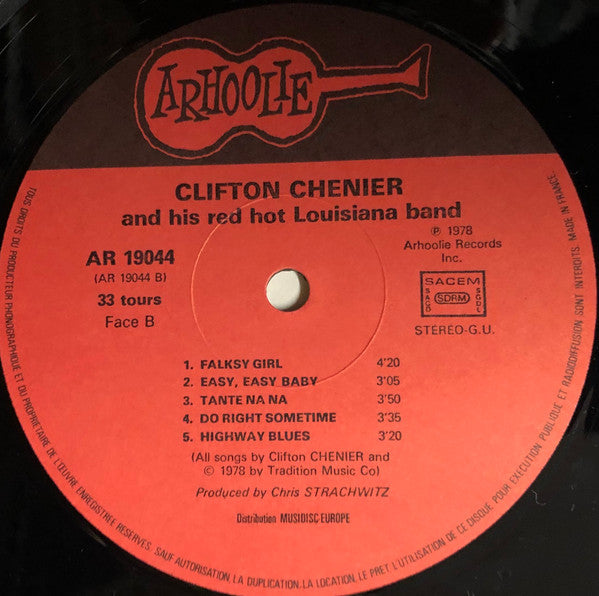 ARHOOLIE
CLIFTON CHENIER
and his red hot Louisiana band
AR 19044
(AR 19044 B)
33 tours
Face B
℗ 1978
Arhoolie Records
Inc.
SACEM
SACD
SDRM
SGDL
STÉRÉO-G.U.
1. FALKSY GIRL 4'20
2. EASY, EASY BABY 3'05
3. TANTE NA NA 3'50
4. DO RIGHT SOMETIME 3'35
5. HIGHWAY BLUES 3'20
(All songs by Clifton CHENIER and
© 1978 by Tradition Music Co)
Produced by Chris STRACHWITZ
Distribution MUSIDISC EUROPE
TOUS DROITS DU PRODUCTEUR PHONOGRAPHIQUE ET DU PROPRIETAIRE DE L'ŒUVRE ENREGISTREE RESERVES. SAUF AUTORISATION, LA DUPLICATION, LA LOCATION, LE PRET, L'UTILISATION DE CE DISQUE POUR EXECUTION PUBLIQUE ET RADIODIFFUSION SONT INTERDITS. MADE IN FRANCE.